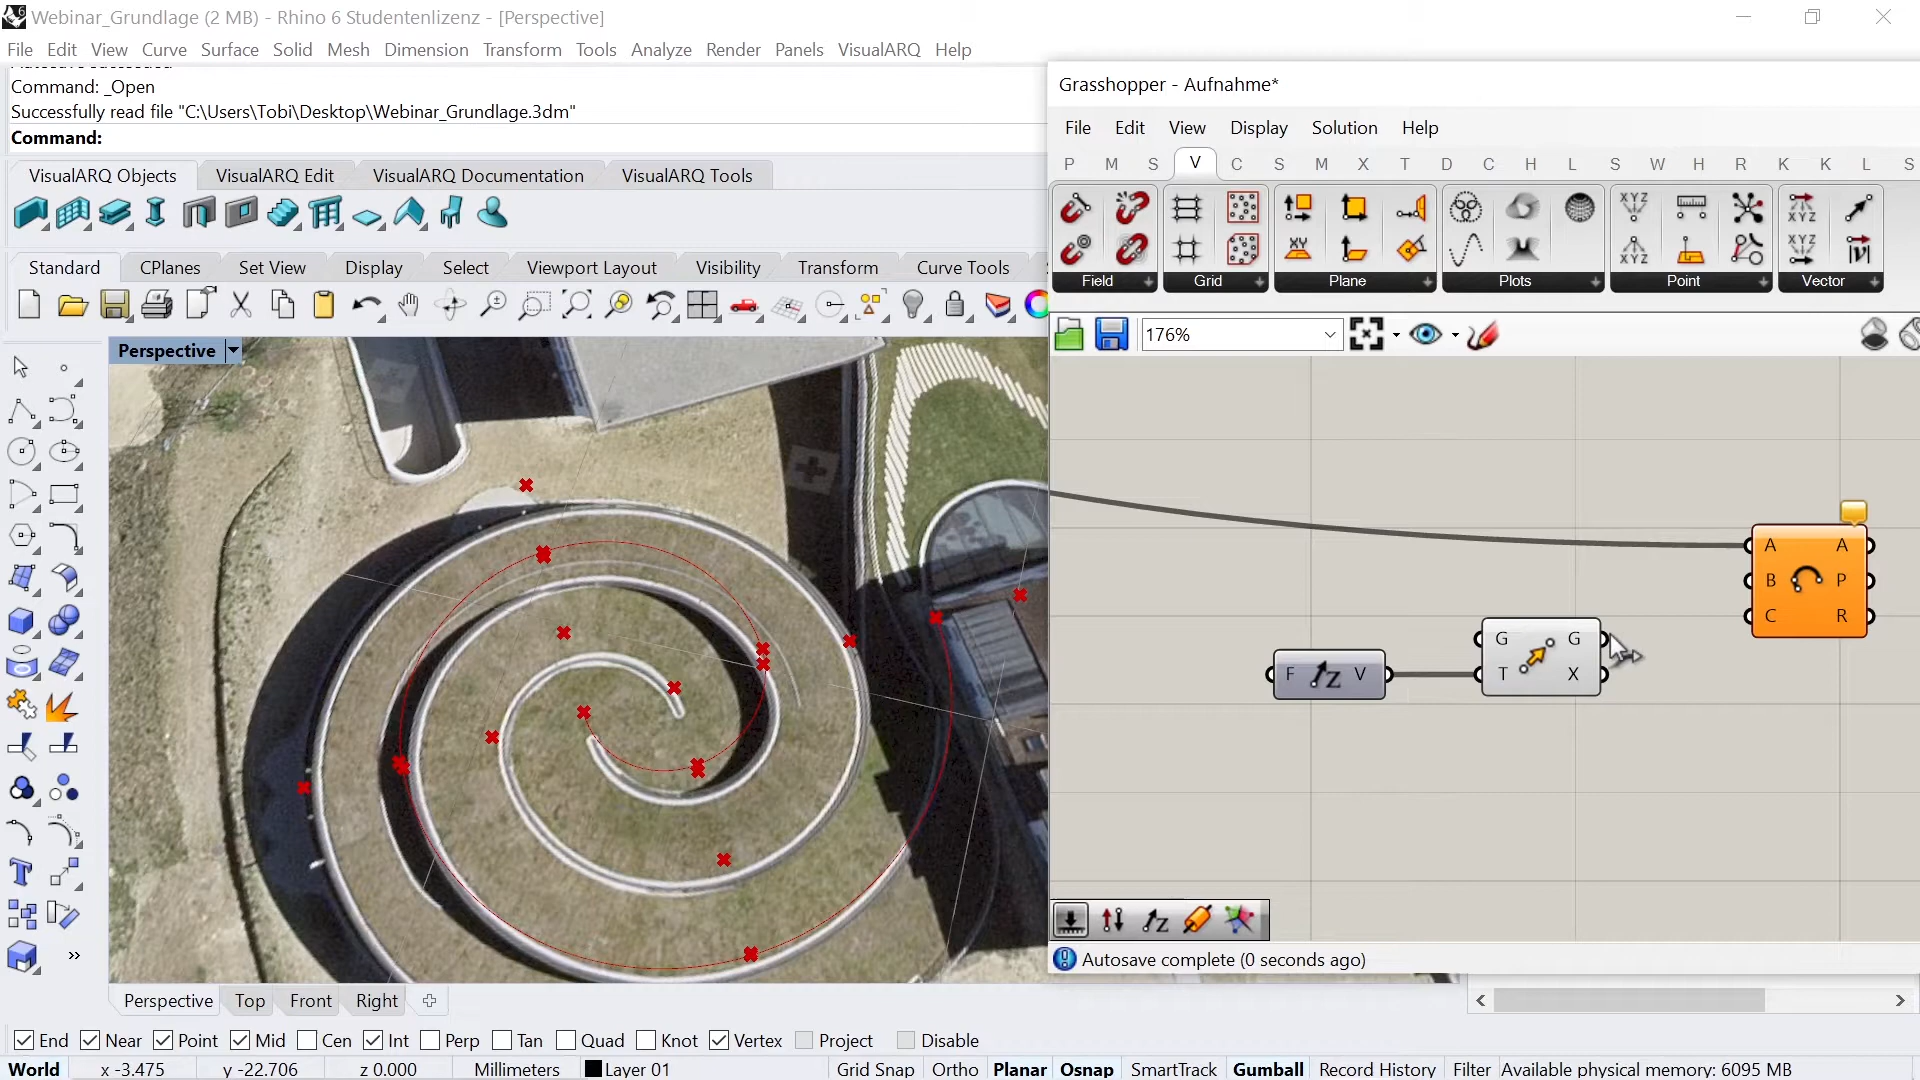 Webinar_Grundlage (2 MB) - Rhino 6 Studentenlizenz - [Perspective]
File Edit View Curve Surface Solid Mesh Dimension Transform Tools Analyze Render Panels VisualARQ Help
Command: _Open
Successfully read file "C:\Users\Tobi\Desktop\Webinar_Grundlage.3dm"
Command:
VisualARQ Objects VisualARQ Edit VisualARQ Documentation VisualARQ Tools
Standard CPlanes Set View Display Select Viewport Layout Visibility Transform Curve Tools
Perspective
Grasshopper - Aufnahme*
File Edit View Display Solution Help
P M S V C S M X T D C H L S W H R K K L S
Field Grid Plane Plots Point Vector
176%
A A
B P
C R
G G
T X
F V
Autosave complete (0 seconds ago)
Perspective Top Front Right
End Near Point Mid Cen Int Perp Tan Quad Knot Vertex Project Disable
World x -3.475 y -22.706 z 0.000 Millimeters Layer 01 Grid Snap Ortho Planar Osnap SmartTrack Gumball Record History Filter Available physical memory: 6095 MB